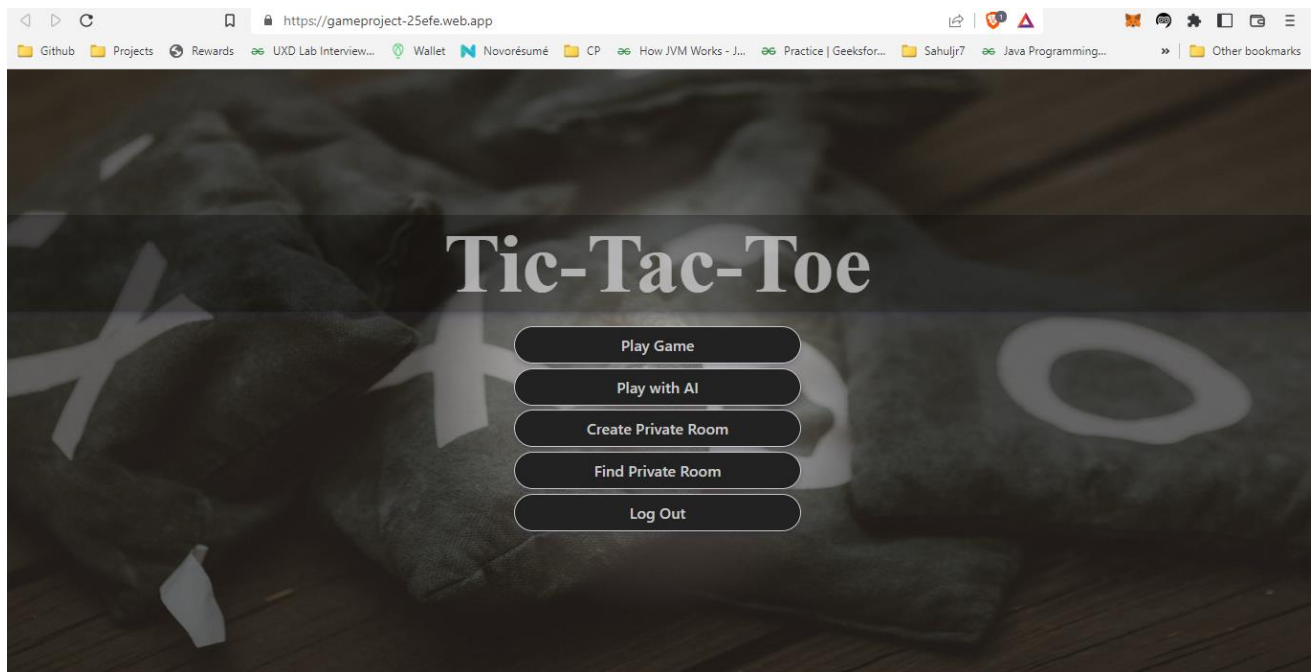 https://gameproject-25efe.web.app
1
Github Projects Rewards UXD Lab Interview... Wallet Novorésumé CP How JVM Works - J... Practice | Geeksfor... Sahuljr7 Java Programming... » Other bookmarks
Tic-Tac-Toe
Play Game
Play with AI
Create Private Room
Find Private Room
Log Out